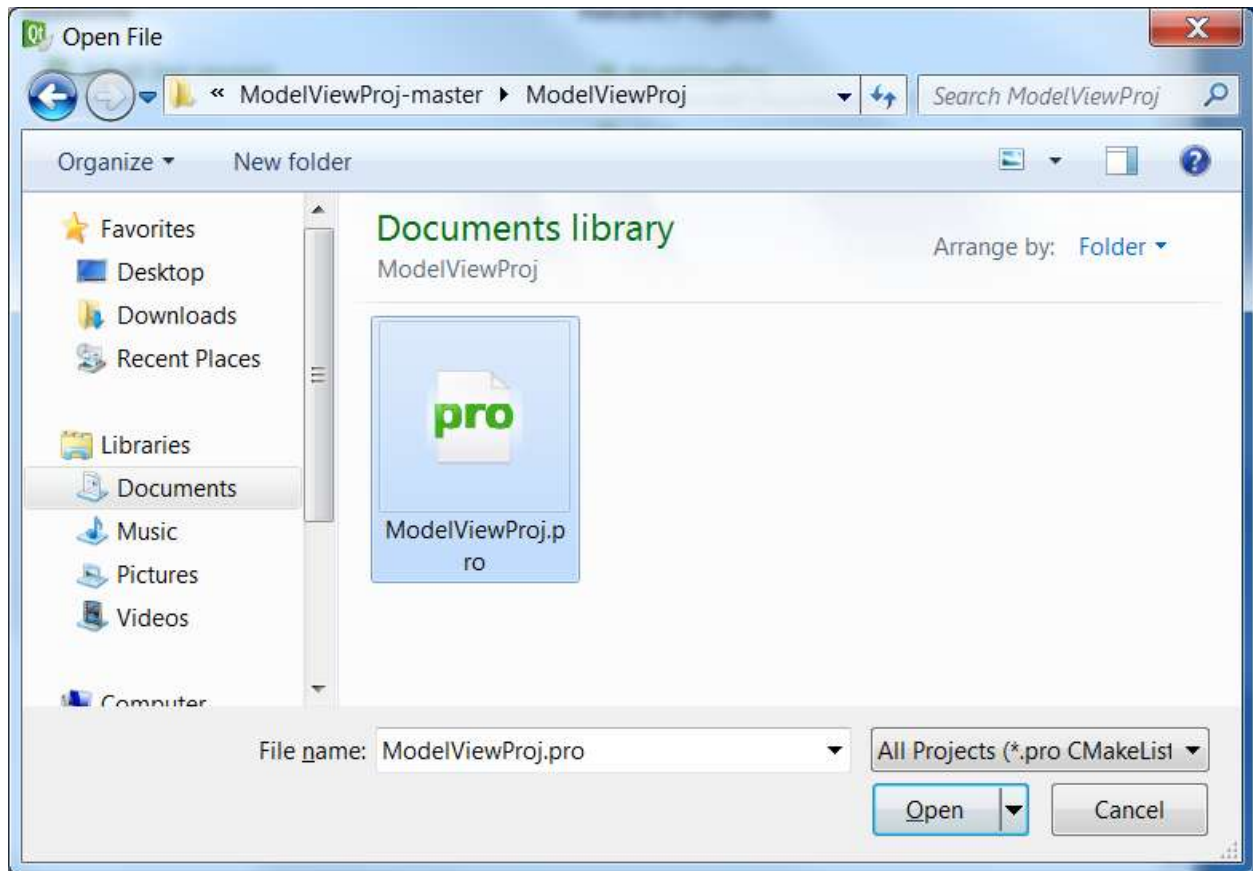 Open File
« ModelViewProj-master ModelViewProj
Search ModelViewProj
Organize New folder
Favorites
Desktop
Downloads
Recent Places
Libraries
Documents
Music
Pictures
Videos
Computer
Documents library
ModelViewProj
Arrange by: Folder
pro
ModelViewProj.p
ro
File name: ModelViewProj.pro
All Projects (*.pro CMakeList
Open
Cancel